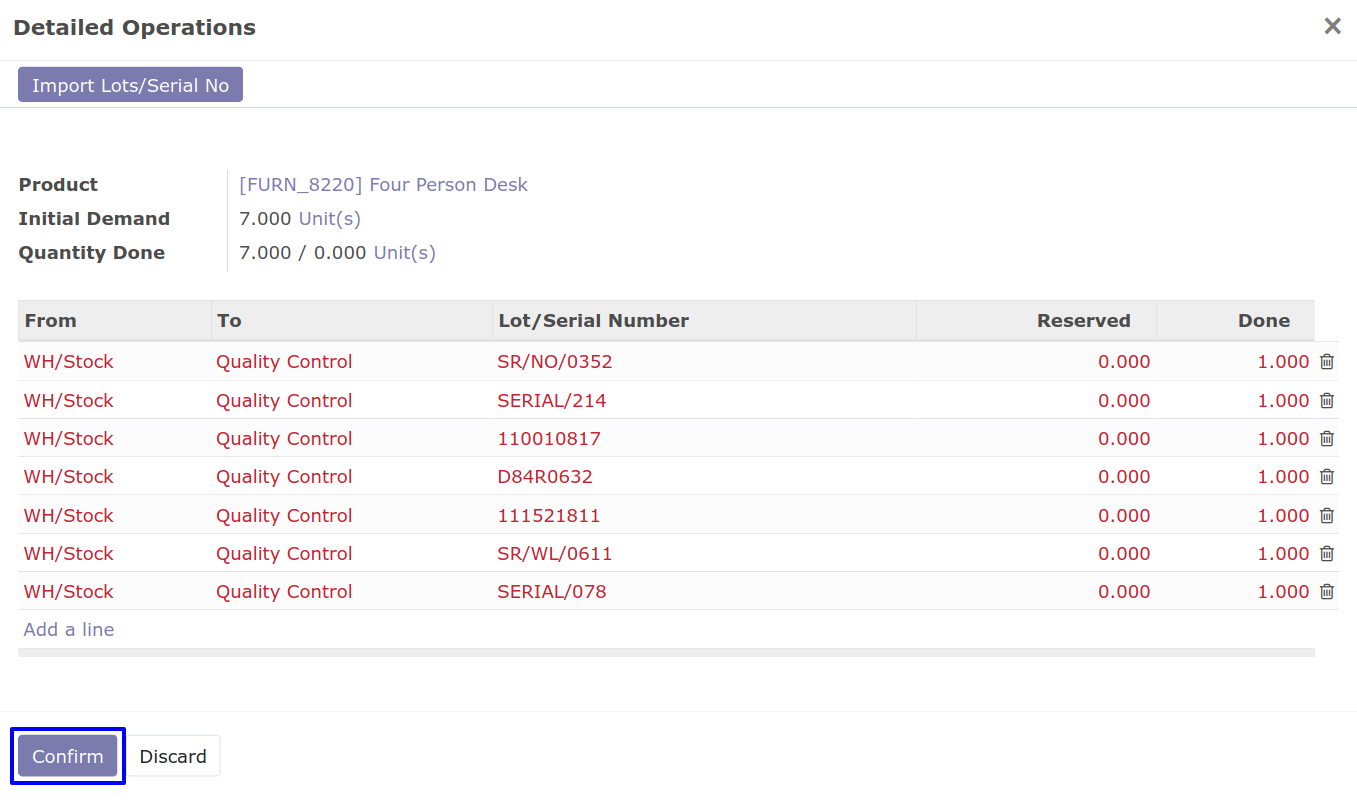 Detailed Operations
Import Lots/Serial No
Product [FURN_8220] Four Person Desk
Initial Demand 7.000 Unit(s)
Quantity Done 7.000 / 0.000 Unit(s)
From To Lot/Serial Number Reserved Done
WH/Stock Quality Control SR/NO/0352 0.000 1.000
WH/Stock Quality Control SERIAL/214 0.000 1.000
WH/Stock Quality Control 110010817 0.000 1.000
WH/Stock Quality Control D84R0632 0.000 1.000
WH/Stock Quality Control 111521811 0.000 1.000
WH/Stock Quality Control SR/WL/0611 0.000 1.000
WH/Stock Quality Control SERIAL/078 0.000 1.000
Add a line
Confirm Discard